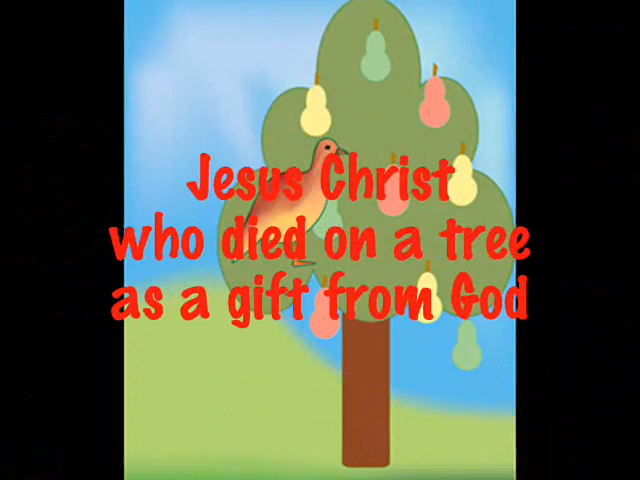 Jesus Christ
who died on a tree
as a gift from God